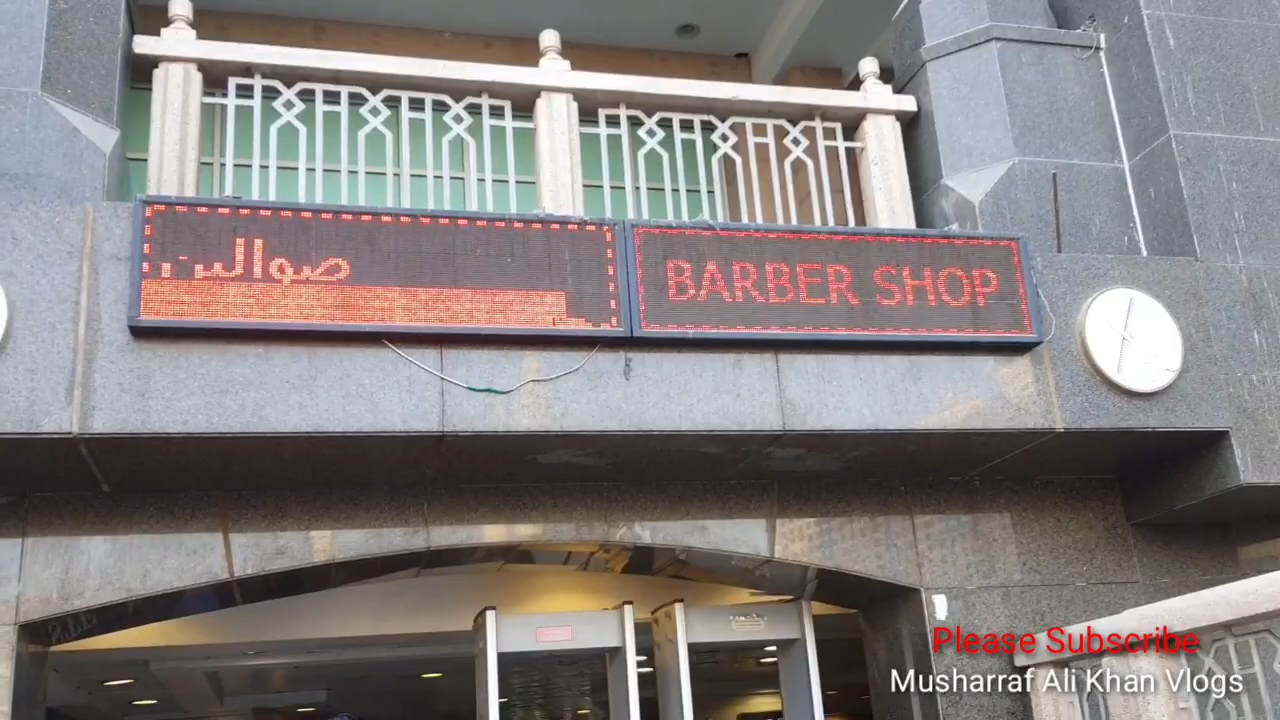 صوالين
BARBER SHOP
Please Subscribe
Musharraf Ali Khan Vlogs